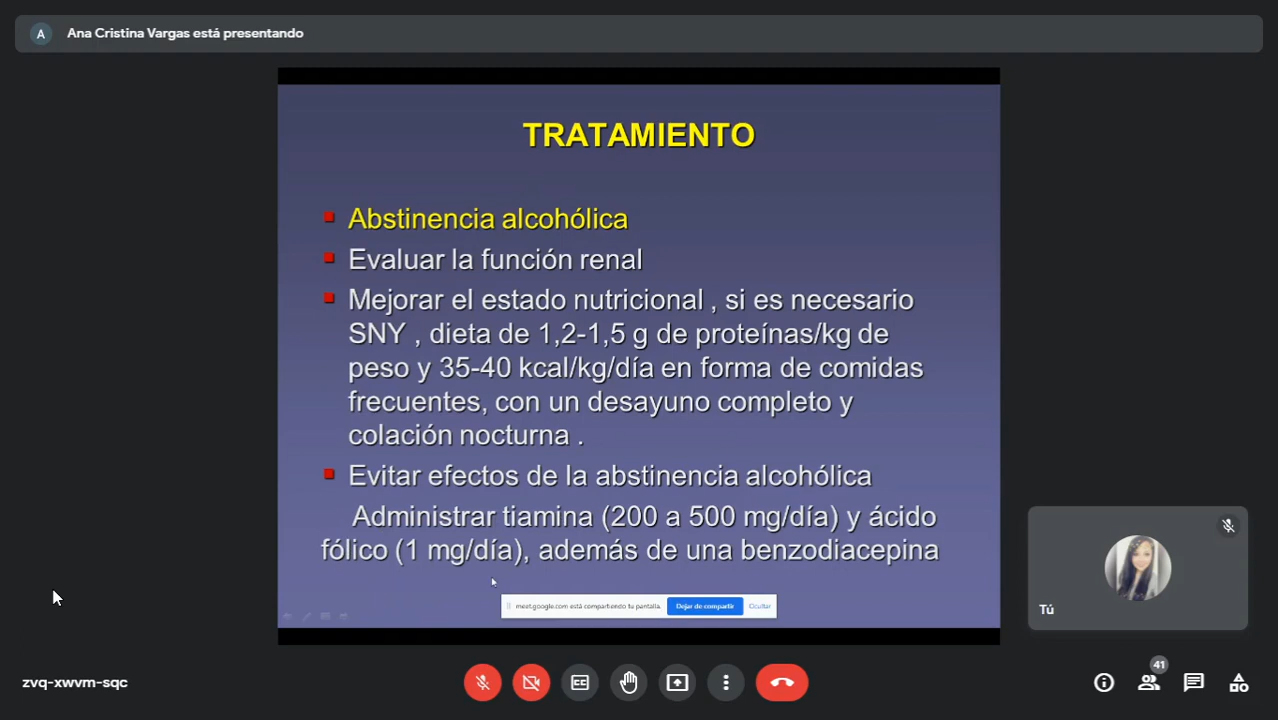 A
Ana Cristina Vargas está presentando
TRATAMIENTO
Abstinencia alcohólica
Evaluar la función renal
Mejorar el estado nutricional , si es necesario
SNY , dieta de 1,2-1,5 g de proteínas/kg de
peso y 35-40 kcal/kg/día en forma de comidas
frecuentes, con un desayuno completo y
colación nocturna .
Evitar efectos de la abstinencia alcohólica
Administrar tiamina (200 a 500 mg/día) y ácido
fólico (1 mg/día), además de una benzodiacepina
meet.google.com está compartiendo tu pantalla.
Dejar de compartir
Ocultar
Tú
zvq-xwvm-sqc
CC
41